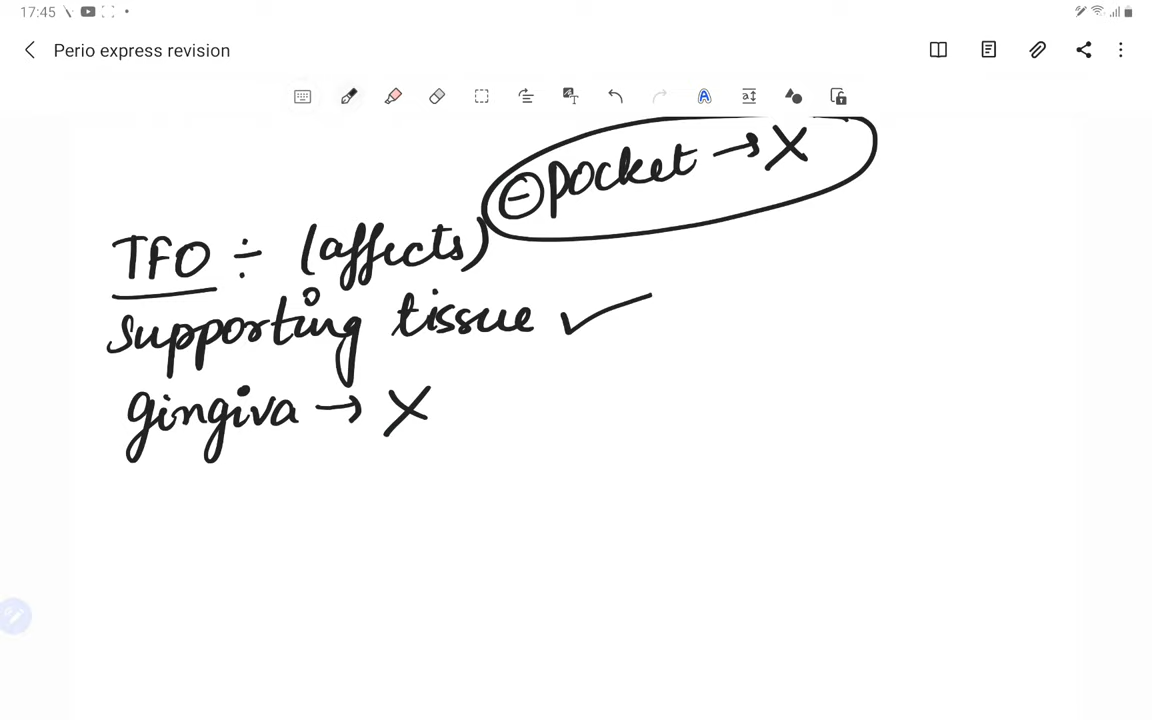 17:45
Perio express revision
⊖ pocket → X
TFO ÷ (affects)
supporting tissue ✓
gingiva → X